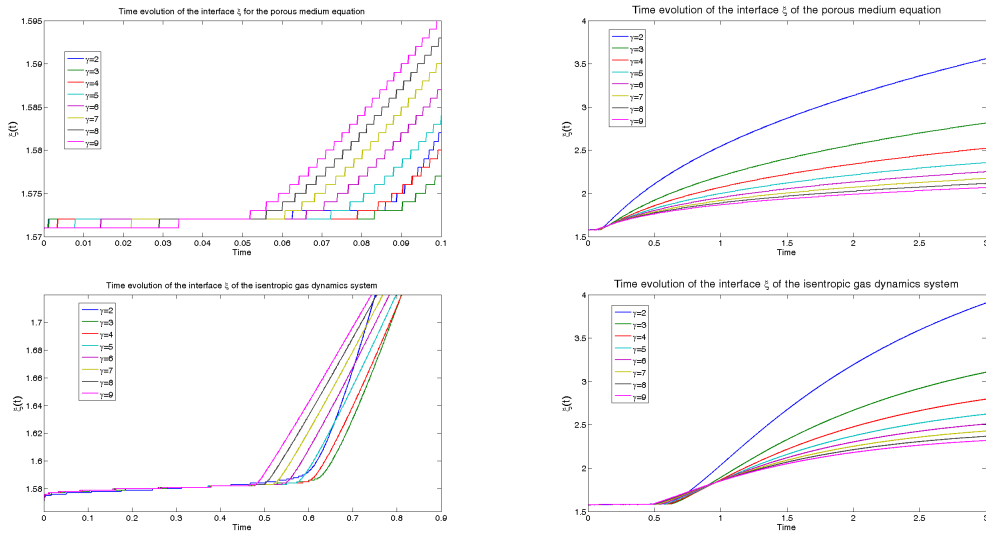 Time evolution of the interface ξ for the porous medium equation
1.595
1.59
1.585
1.58
1.575
1.57
ξ(t)
γ=2
γ=3
γ=4
γ=5
γ=6
γ=7
γ=8
γ=9
0 0.01 0.02 0.03 0.04 0.05 0.06 0.07 0.08 0.09 0.1
Time
Time evolution of the interface ξ of the porous medium equation
4
3.5
3
2.5
2
1.5
ξ(t)
γ=2
γ=3
γ=4
γ=5
γ=6
γ=7
γ=8
γ=9
0 0.5 1 1.5 2 2.5 3
Time
Time evolution of the interface ξ of the isentropic gas dynamics system
1.7
1.66
1.62
1.58
ξ(t)
γ=2
γ=3
γ=4
γ=5
γ=6
γ=7
γ=8
γ=9
0 0.1 0.2 0.3 0.4 0.5 0.6 0.7 0.8 0.9
Time
Time evolution of the interface ξ of the isentropic gas dynamics system
4
3.5
3
2.5
2
1.5
ξ(t)
γ=2
γ=3
γ=4
γ=5
γ=6
γ=7
γ=8
γ=9
0 0.5 1 1.5 2 2.5 3
Time